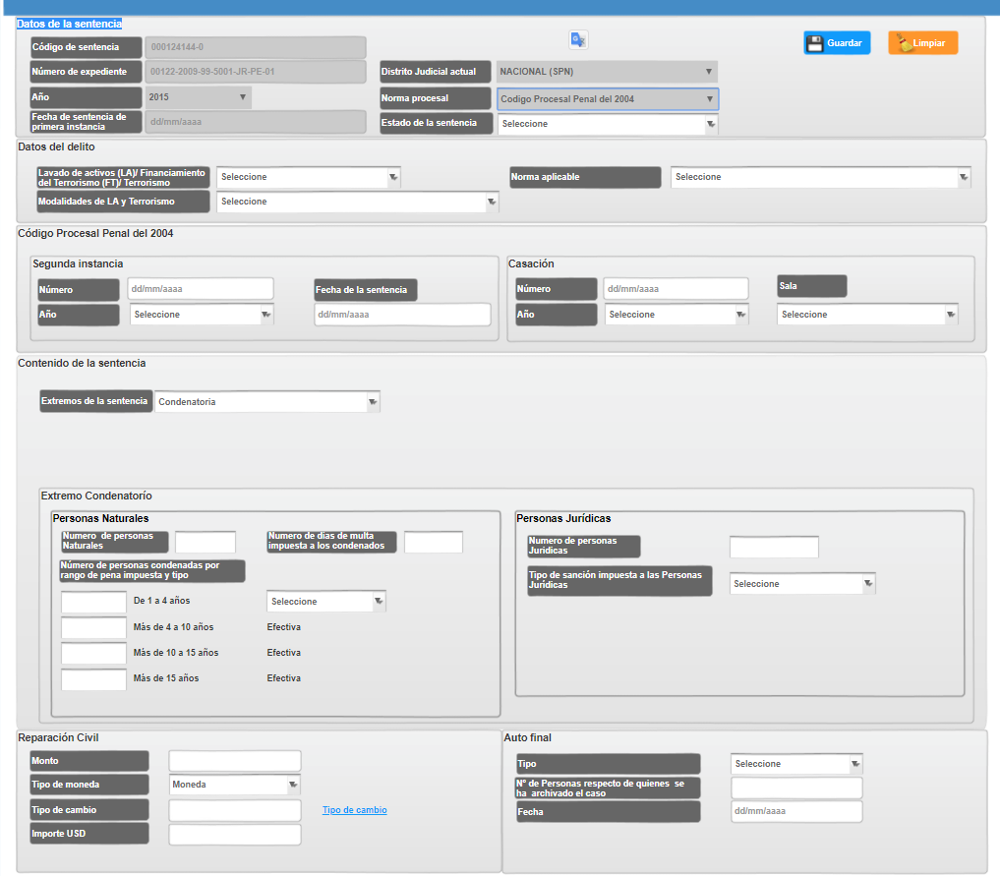 Datos de la sentencia
Código de sentencia
000124144-0
Guardar
Limpiar
Número de expediente
00122-2009-99-5001-JR-PE-01
Distrito Judicial actual
NACIONAL (SPN)
Año
2015
Norma procesal
Codigo Procesal Penal del 2004
Fecha de sentencia de
primera instancia
dd/mm/aaaa
Estado de la sentencia
Seleccione
Datos del delito
Lavado de activos (LA)/ Financiamiento
del Terrorismo (FT)/ Terrorismo
Seleccione
Norma aplicable
Seleccione
Modalidades de LA y Terrorismo
Seleccione
Código Procesal Penal del 2004
Segunda instancia
Número
dd/mm/aaaa
Fecha de la sentencia
Año
Seleccione
dd/mm/aaaa
Casación
Número
dd/mm/aaaa
Sala
Año
Seleccione
Seleccione
Contenido de la sentencia
Extremos de la sentencia
Condenatoria
Extremo Condenatorío
Personas Naturales
Numero de personas
Naturales
Numero de dias de multa
impuesta a los condenados
Número de personas condenadas por
rango de pena impuesta y tipo
De 1 a 4 años
Seleccione
Más de 4 a 10 años
Efectiva
Más de 10 a 15 años
Efectiva
Más de 15 años
Efectiva
Personas Jurídicas
Numero de personas
Juridicas
Tipo de sanción impuesta a las Personas
Jurídicas
Seleccione
Reparación Civil
Monto
Tipo de moneda
Moneda
Tipo de cambio
Tipo de cambio
Importe USD
Auto final
Tipo
Seleccione
N° de Personas respecto de quienes se
ha archivado el caso
Fecha
dd/mm/aaaa